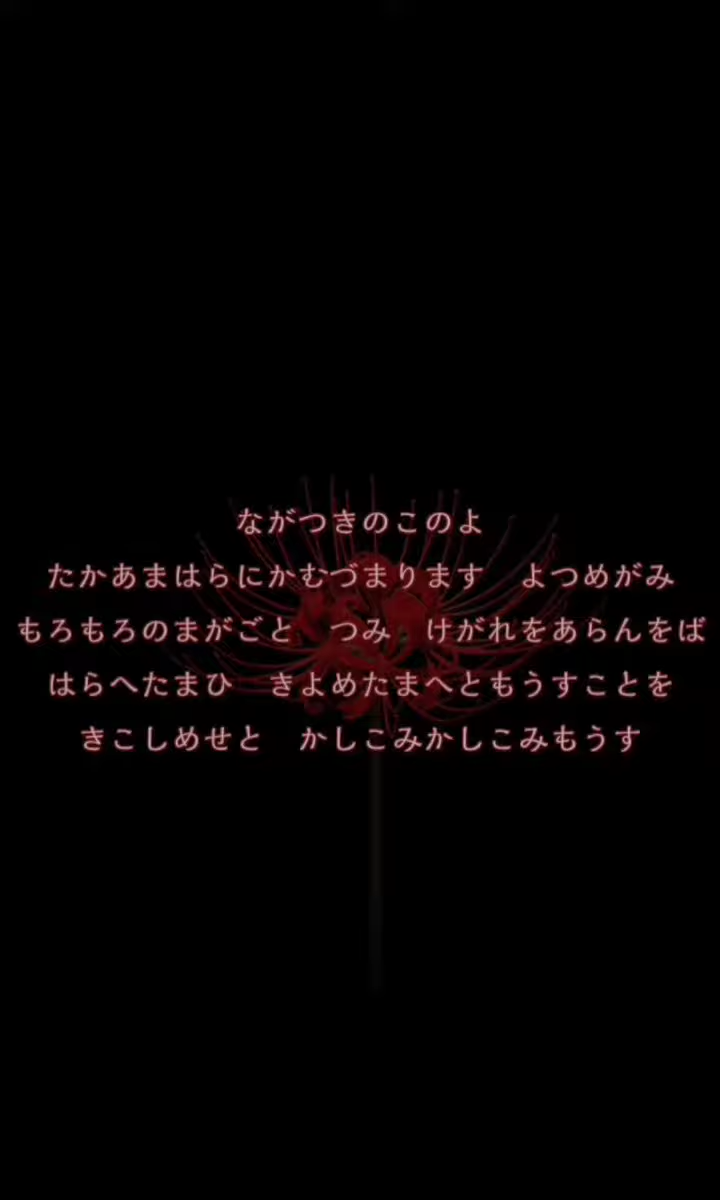 ながつきのこのよ
たかあまはらにかむづまります　よつめがみ
もろもろのまがごと　つみ　けがれをあらんをば
はらへたまひ　きよめたまへともうすことを
きこしめせと　かしこみかしこみもうす